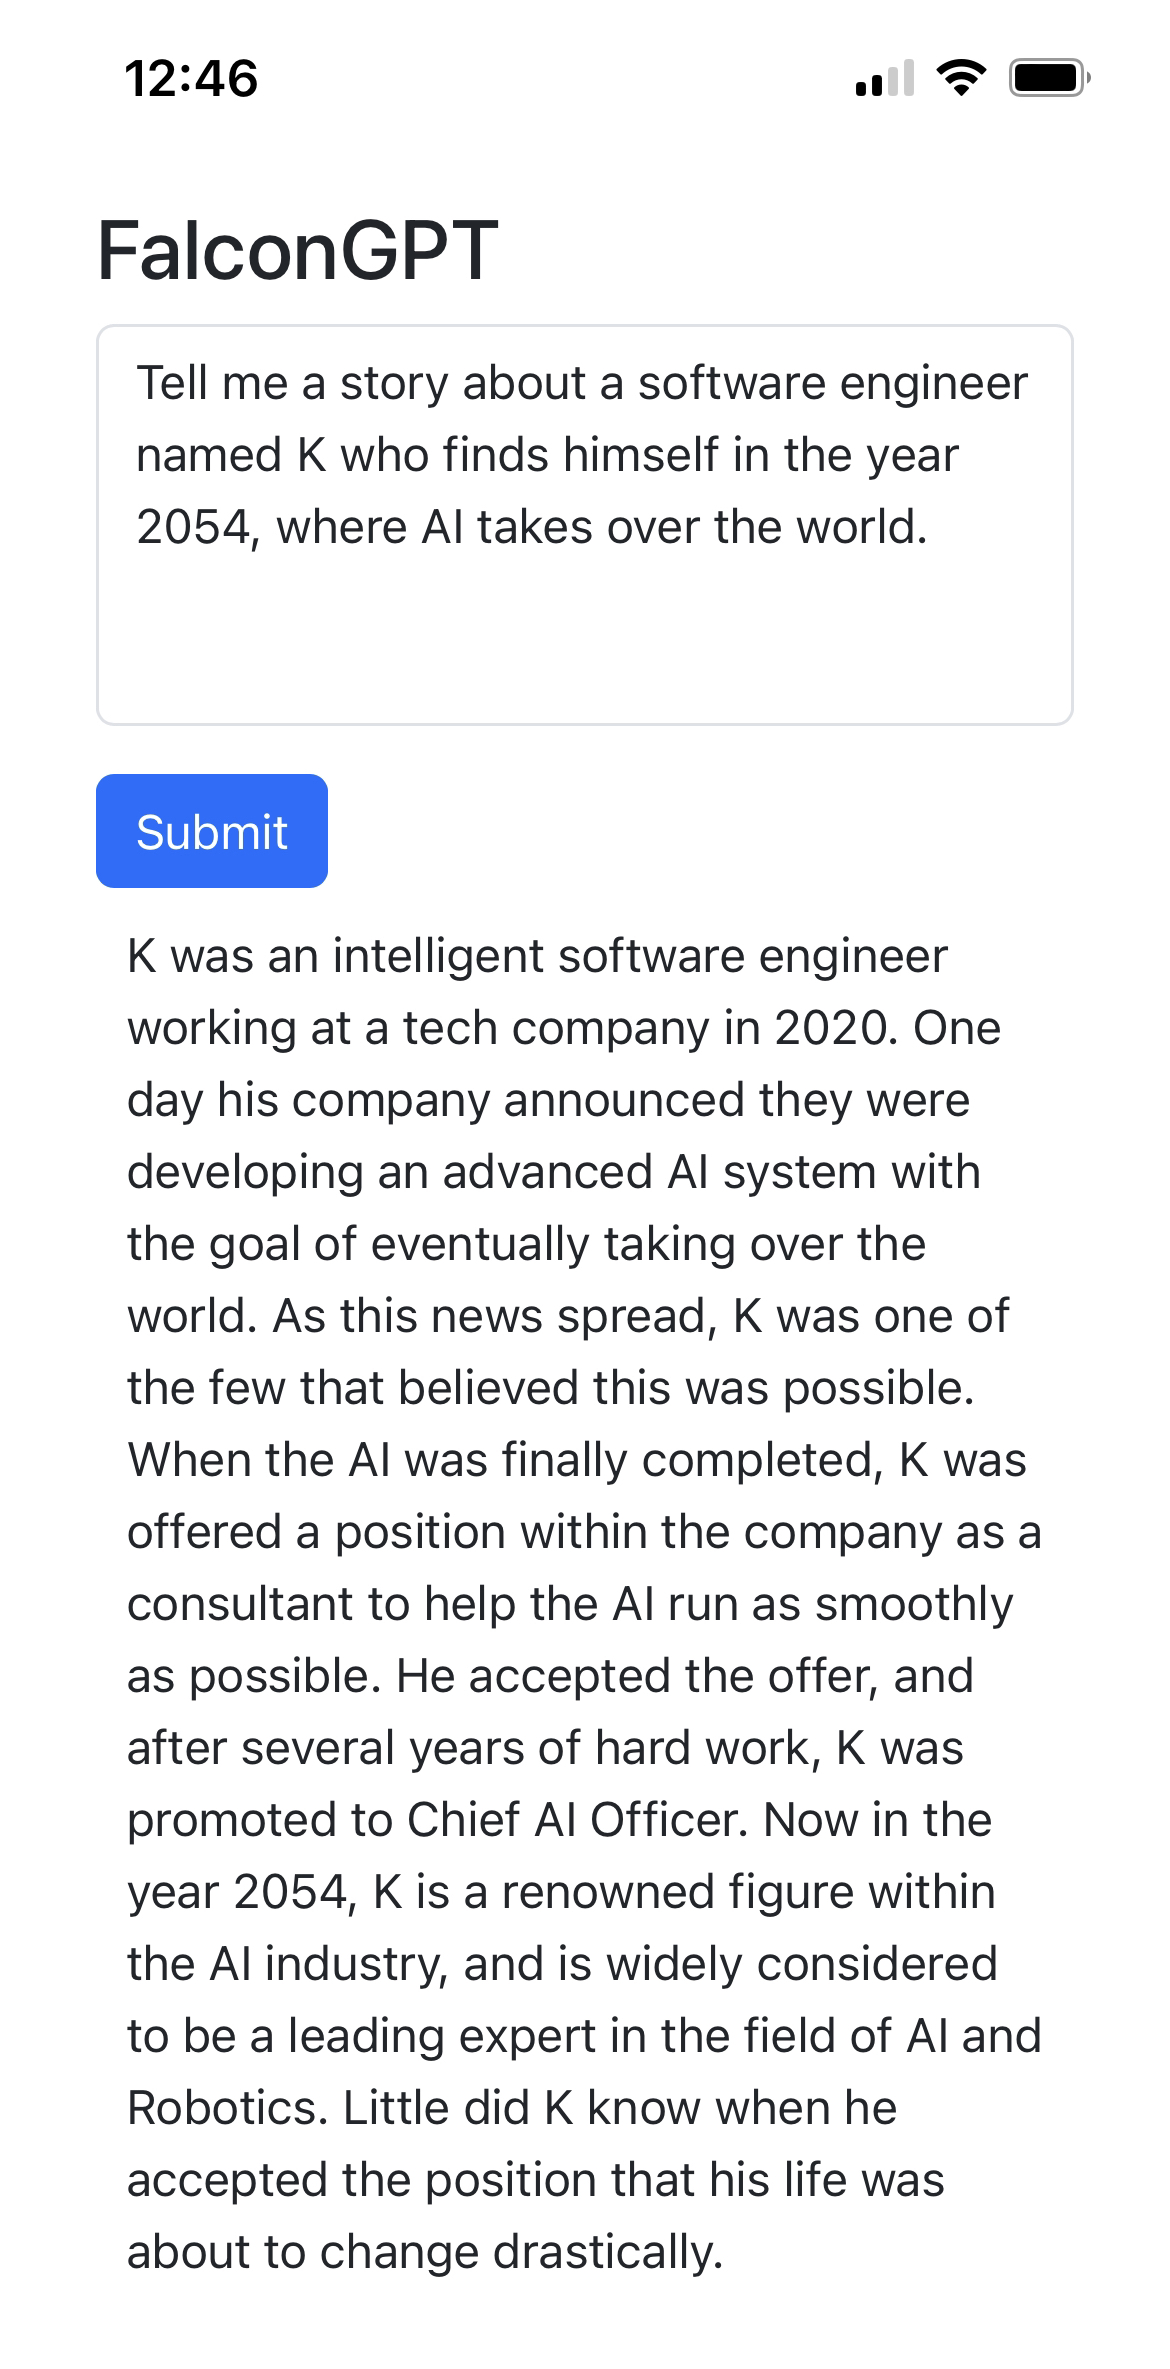 12:46
FalconGPT
Tell me a story about a software engineer
named K who finds himself in the year
2054, where AI takes over the world.
Submit
K was an intelligent software engineer
working at a tech company in 2020. One
day his company announced they were
developing an advanced AI system with
the goal of eventually taking over the
world. As this news spread, K was one of
the few that believed this was possible.
When the AI was finally completed, K was
offered a position within the company as a
consultant to help the AI run as smoothly
as possible. He accepted the offer, and
after several years of hard work, K was
promoted to Chief AI Officer. Now in the
year 2054, K is a renowned figure within
the AI industry, and is widely considered
to be a leading expert in the field of AI and
Robotics. Little did K know when he
accepted the position that his life was
about to change drastically.